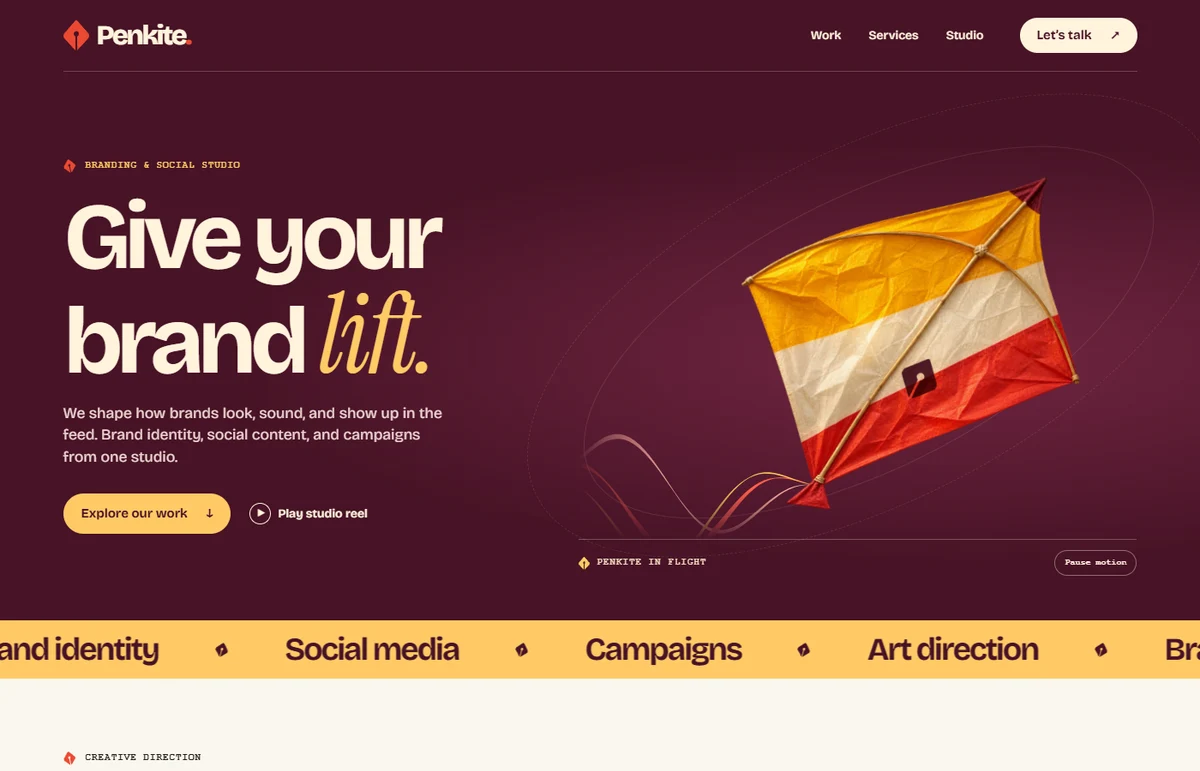 Penkite.
Work
Services
Studio
Let's talk ↗
BRANDING & SOCIAL STUDIO
Give your
brand lift.
We shape how brands look, sound, and show up in the
feed. Brand identity, social content, and campaigns
from one studio.
Explore our work ↓
Play studio reel
PENKITE IN FLIGHT
Pause motion
and identity
Social media
Campaigns
Art direction
Bra
CREATIVE DIRECTION